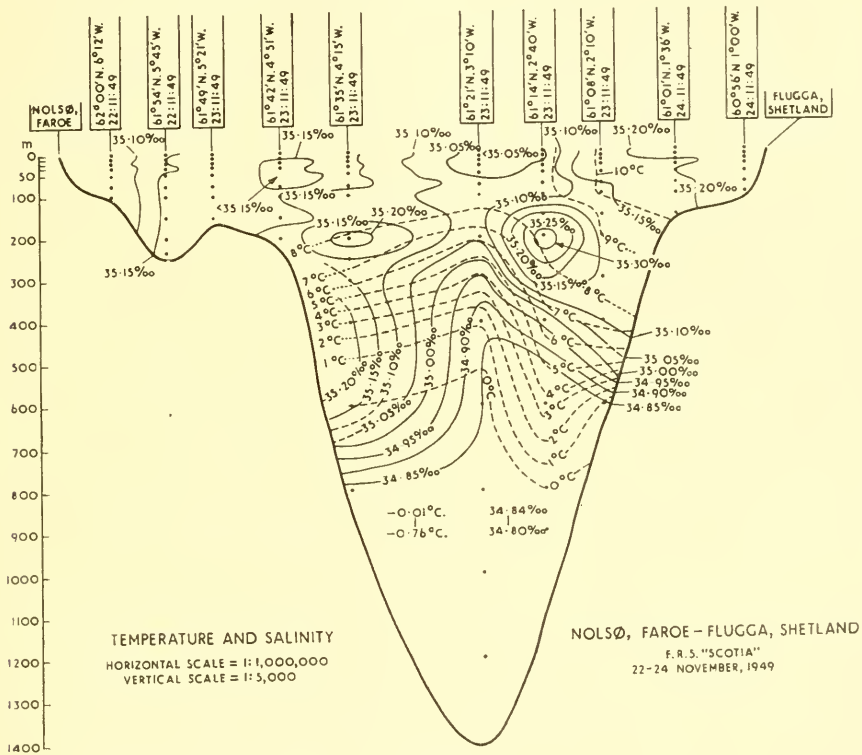 NOLSØ,
FAROE
62°00'N. 6°12'W.
22:11:49
61°54'N. 5°45'W.
22:11:49
61°49'N. 5°21'W.
23:11:49
61°42'N. 4°51'W.
23:11:49
61°35'N. 4°15'W.
23:11:49
61°21'N. 3°10'W.
23:11:49
61°14'N. 2°40'W.
23:11:49
61°08'N. 2°10'W.
23:11:49
61°01'N. 1°36'W.
24:11:49
60°56'N. 1°00'W.
24:11:49
FLUGGA,
SHETLAND
m
0
50
100
200
300
400
500
600
700
800
900
1000
1100
1200
1300
1400
35·10‰
35·15‰
35·15‰
<35·15‰
35·15‰
35·15‰
35·20‰
35·10‰
35·05‰
<35·05‰
35·10‰
35·20‰
10°C
35·20‰
35·15‰
35·10‰
35·25‰
35·30‰
35·20‰
35·15‰
9°C
8°C
8°C
7°C
6°C
5°C
4°C
3°C
2°C
1°C
35·20‰
35·15‰
35·10‰
35·00‰
34·90‰
35·05‰
34·95‰
34·85‰
0°C
7°C
6°C
5°C
4°C
3°C
2°C
1°C
0°C
35·10‰
35·05‰
35·00‰
34·95‰
34·90‰
34·85‰
-0·01°C. 34·84‰
-0·76°C. 34·80‰
TEMPERATURE AND SALINITY
HORIZONTAL SCALE = 1:1,000,000
VERTICAL SCALE = 1:5,000
NOLSØ, FAROE – FLUGGA, SHETLAND
F.R.S. "SCOTIA"
22-24 NOVEMBER, 1949